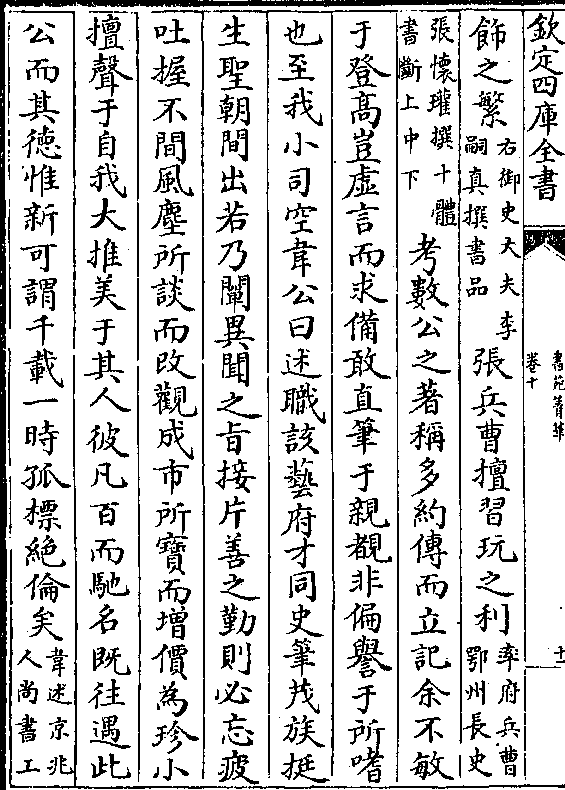 欽定四庫全書
書苑菁華
卷十
十一
飾之繁右御史大夫李嗣真撰書品張兵曹擅習玩之利率府兵曹鄂州長史
張懷瓘撰十體書斷上中下考數公之著稱多約傳而立記余不敏
于登髙豈虚言而求備敢直筆于親覩非偏譽于所嗜
也至我小司空韋公曰述職該藝府才同史筆茂族挺
生聖朝間出若乃闡異聞之旨接片善之勤則必忘疲
吐握不間風塵所談而改觀成市所寶而增價為珍小
擅聲于自我大推美于其人彼凡百而馳名既往遇此
公而其徳惟新可謂千載一時孤標絶倫矣韋述京兆人尚書工